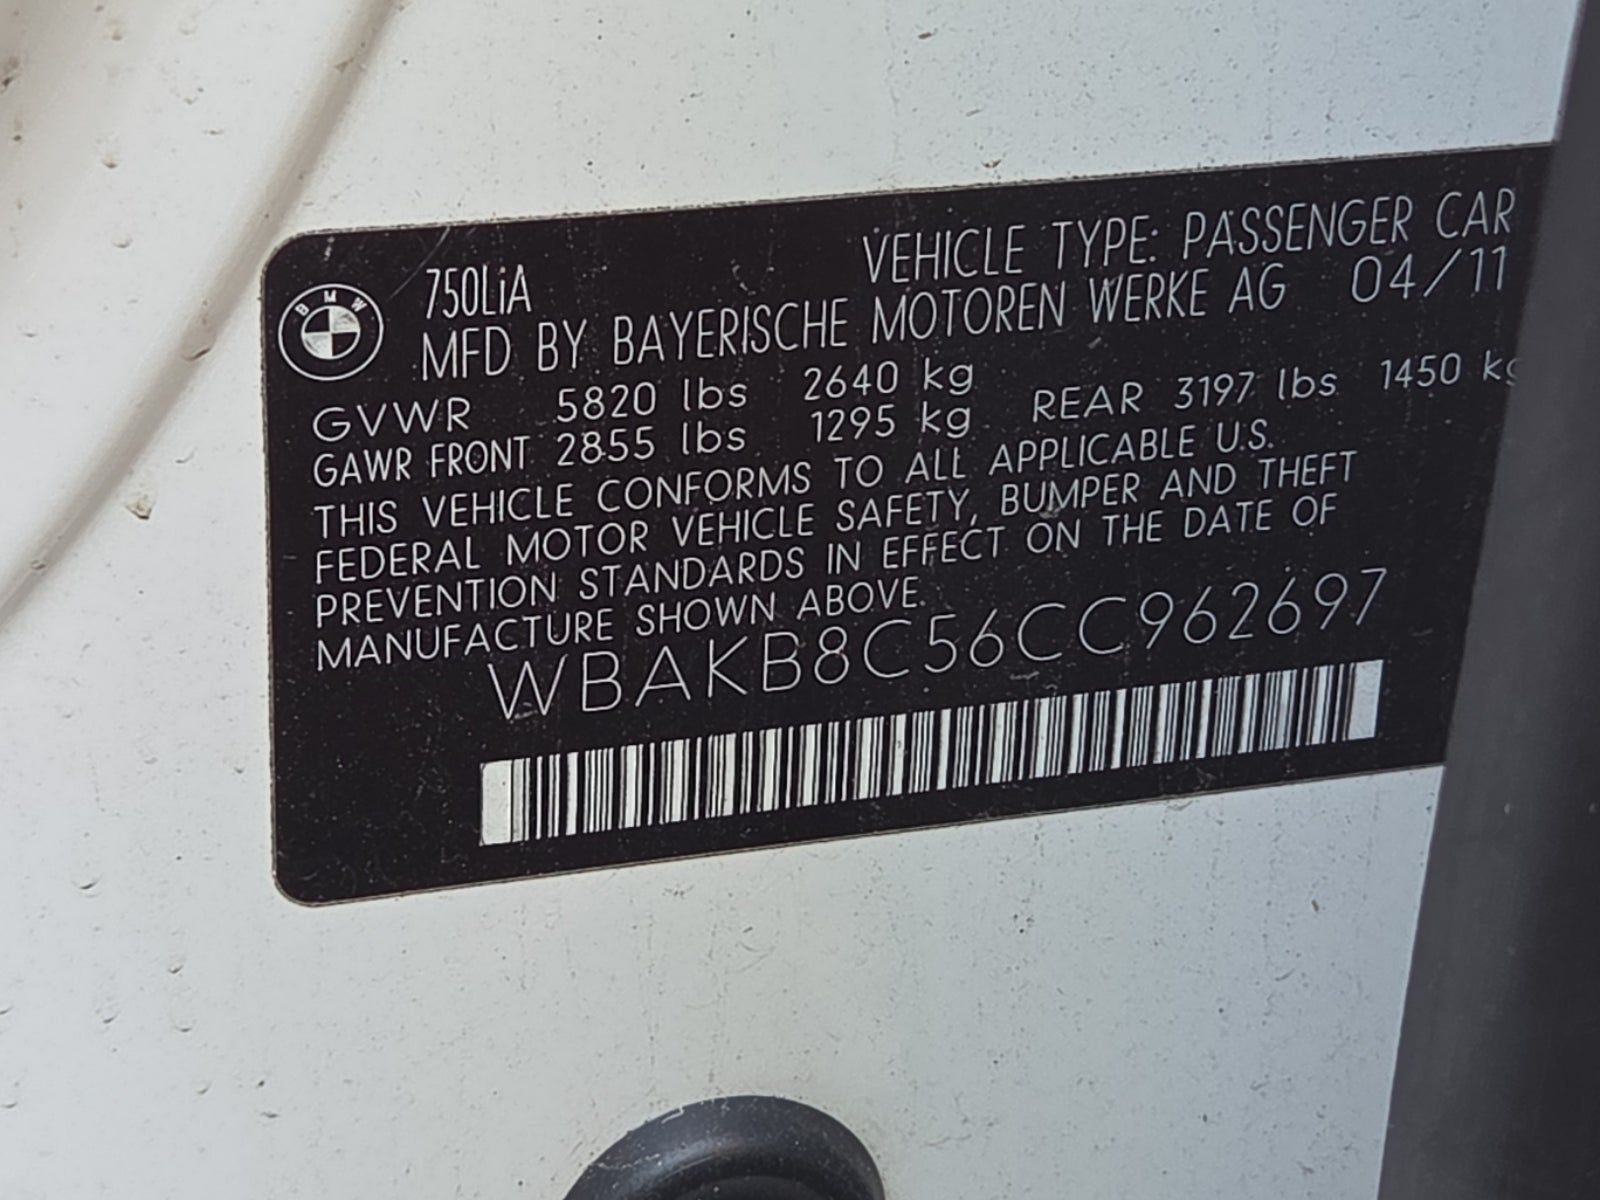 VEHICLE TYPE: PASSENGER CAR
BMW
750LiA
MFD BY BAYERISCHE MOTOREN WERKE AG 04/11
GVWR 5820 lbs 2640 kg
GAWR FRONT 2855 lbs 1295 kg REAR 3197 lbs 1450 kg
THIS VEHICLE CONFORMS TO ALL APPLICABLE U.S.
FEDERAL MOTOR VEHICLE SAFETY, BUMPER AND THEFT
PREVENTION STANDARDS IN EFFECT ON THE DATE OF
MANUFACTURE SHOWN ABOVE.
WBAKB8C56CC962697